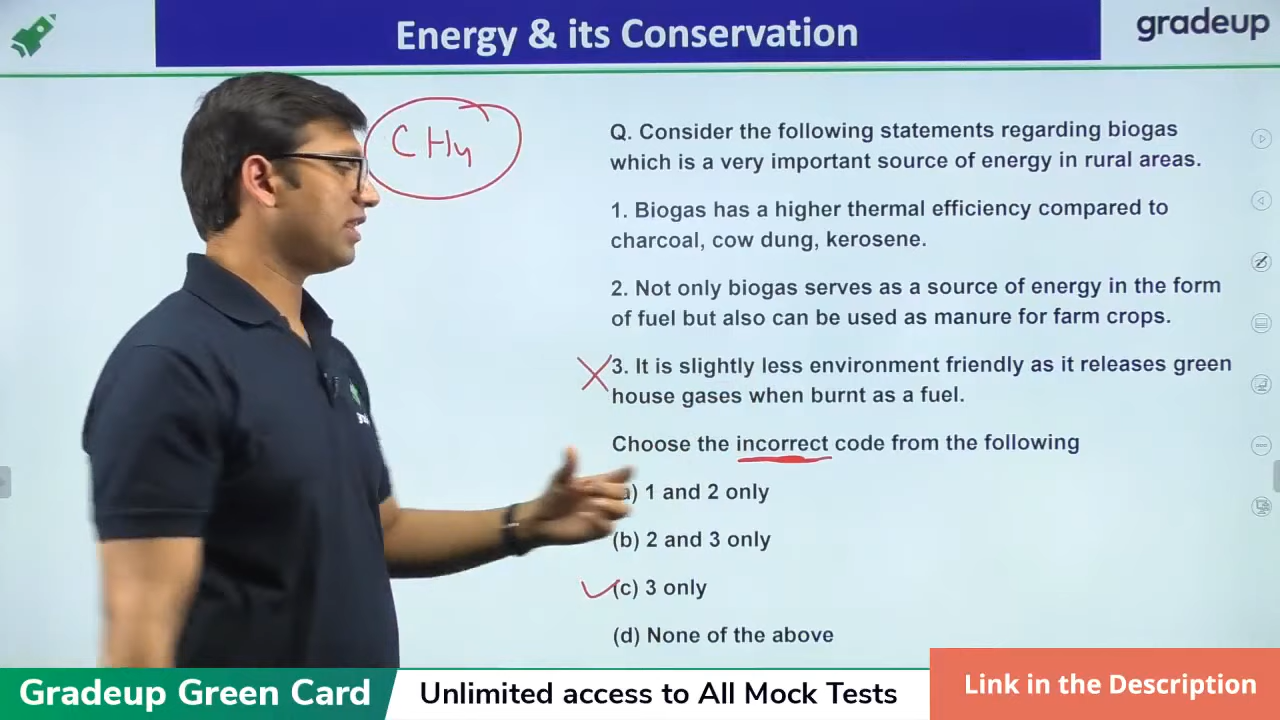 Energy & its Conservation
gradeup
CH4
Q. Consider the following statements regarding biogas
which is a very important source of energy in rural areas.
1. Biogas has a higher thermal efficiency compared to
charcoal, cow dung, kerosene.
2. Not only biogas serves as a source of energy in the form
of fuel but also can be used as manure for farm crops.
3. It is slightly less environment friendly as it releases green
house gases when burnt as a fuel.
Choose the incorrect code from the following
a) 1 and 2 only
(b) 2 and 3 only
(c) 3 only
(d) None of the above
Gradeup Green Card
Unlimited access to All Mock Tests
Link in the Description